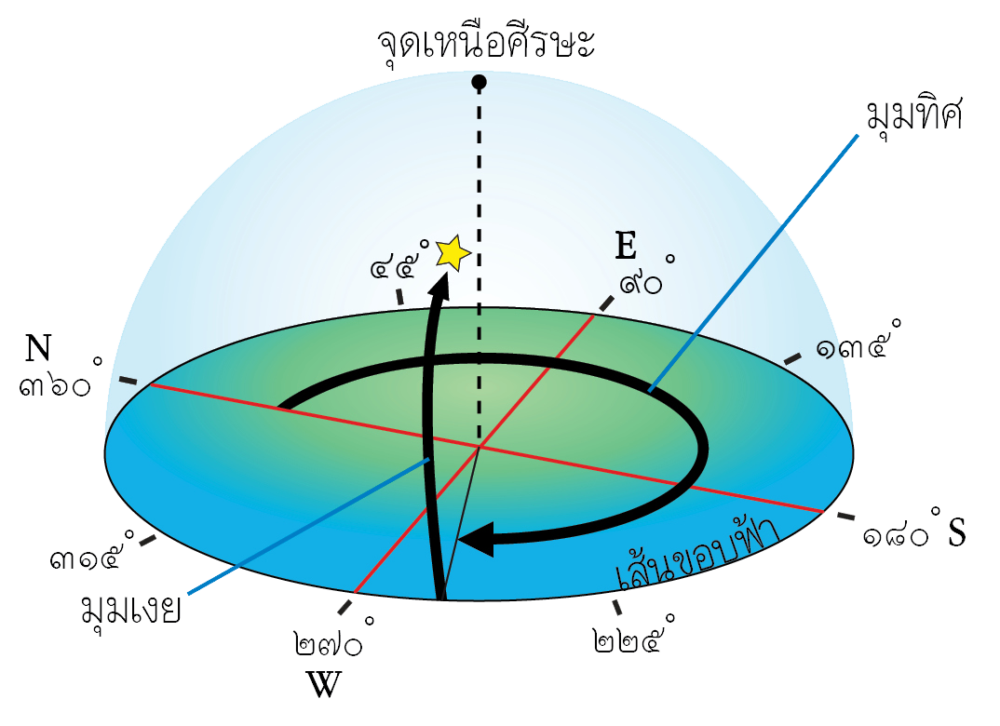 จุดเหนือศีรษะ
มุมทิศ
E
๙๐°
๔๕°
๑๓๕°
N
๓๖๐°
๑๘๐° S
เส้นขอบฟ้า
๓๑๕°
มุมเงย
๒๗๐°
W
๒๒๕°